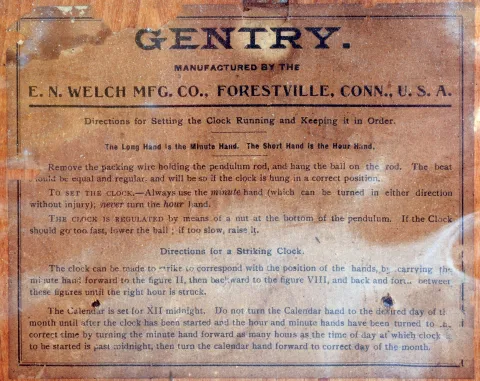 GENTRY.
MANUFACTURED BY THE
E. N. WELCH MFG. CO., FORESTVILLE, CONN., U. S. A.
Directions for Setting the Clock Running and Keeping it in Order.
The Long Hand is the Minute Hand. The Short Hand is the Hour Hand.
Remove the packing wire holding the pendulum rod, and hang the ball on the rod. The beat
should be equal and regular, and will be so if the clock is hung in a correct position.
TO SET THE CLOCK.—Always use the minute hand (which can be turned in either direction
without injury); never turn the hour hand.
THE CLOCK IS REGULATED by means of a nut at the bottom of the pendulum. If the Clock
should go too fast, lower the ball; if too slow, raise it.
Directions for a Striking Clock.
The clock can be made to strike to correspond with the position of the hands, by carrying the
minute hand forward to the figure II, then backward to the figure VIII, and back and between
these figures until the right hour is struck.
The Calendar is set for XII midnight. Do not turn the Calendar hand to the desired day of
month until after the clock has been started and the hour and minute hands have been turned to
correct time by turning the minute hand forward as many hours as the time of day at which clock
to be started is past midnight, then turn the calendar hand forward to correct day of the month.